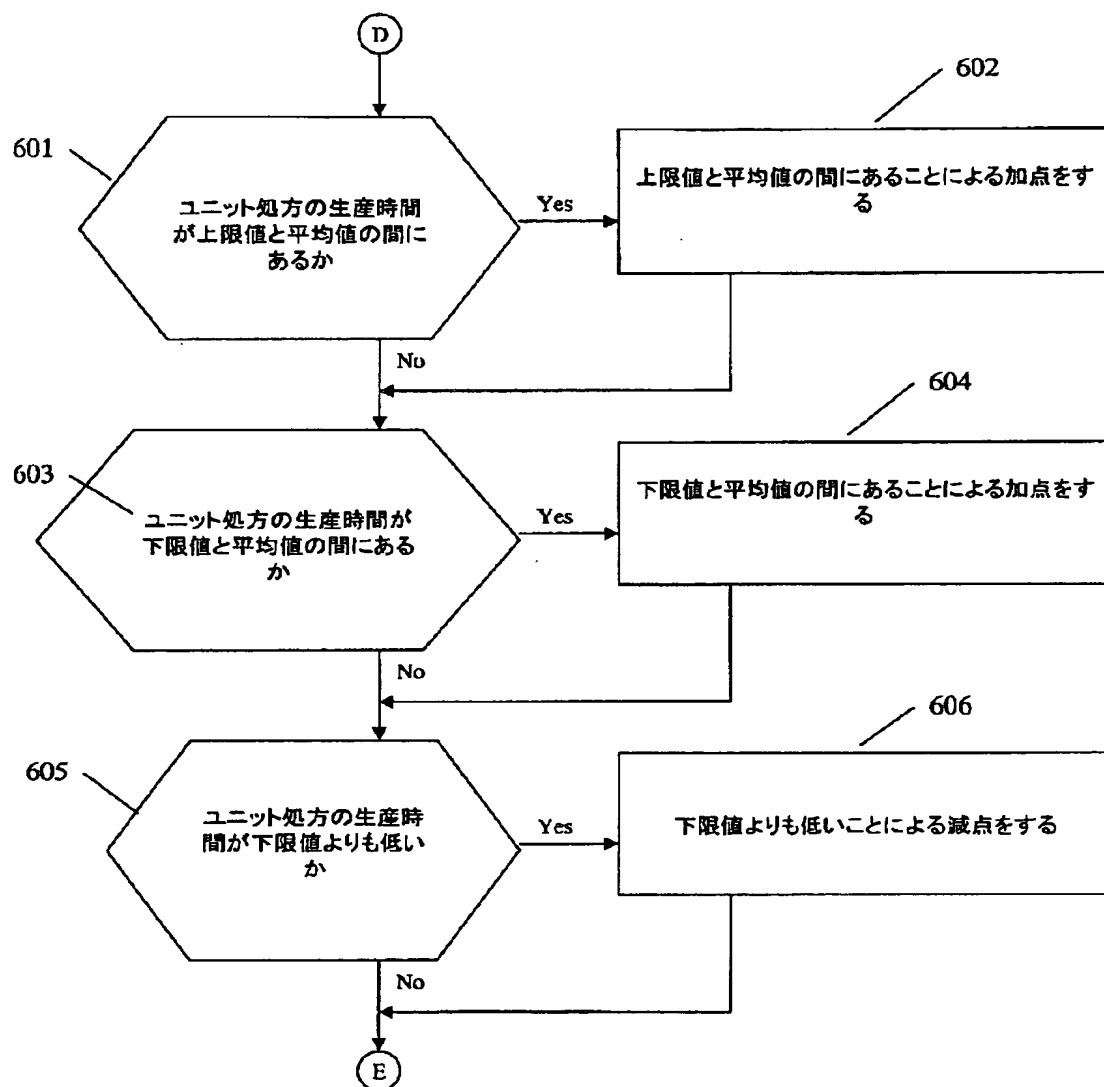 D
602
601
ユニット処方の生産時間
が上限値と平均値の間に
あるか
Yes
上限値と平均値の間にあることによる加点をす
る
No
604
603
ユニット処方の生産時間が
下限値と平均値の間にある
か
Yes
下限値と平均値の間にあることによる加点をす
る
No
606
605
ユニット処方の生産時
間が下限値よりも低い
か
Yes
下限値よりも低いことによる減点をする
No
E